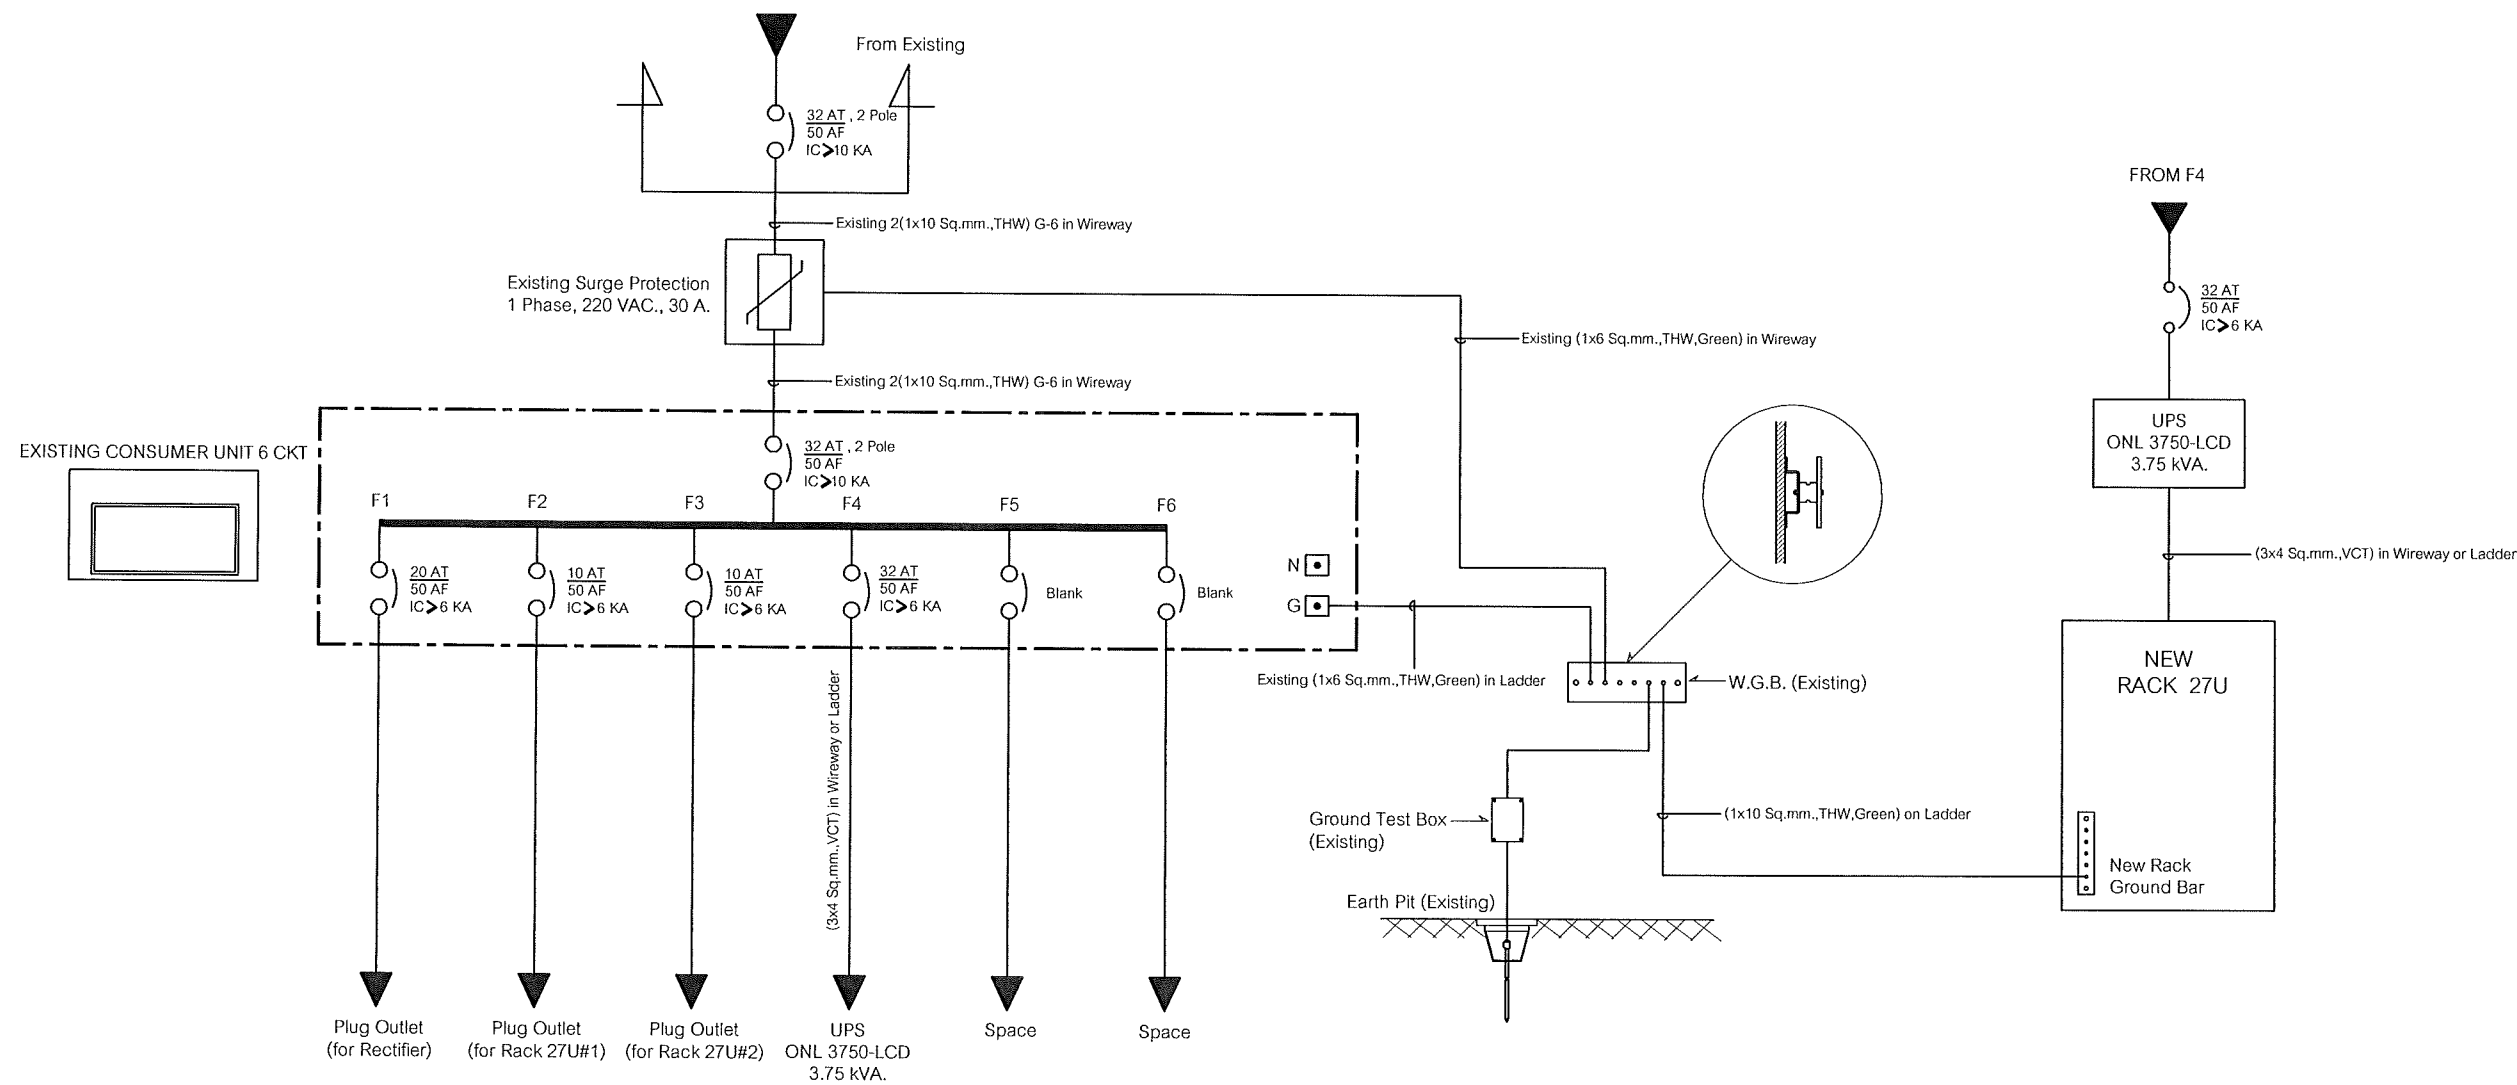 From Existing
32 AT , 2 Pole
50 AF
IC>10 KA
Existing 2(1x10 Sq.mm.,THW) G-6 in Wireway
Existing Surge Protection
1 Phase, 220 VAC., 30 A.
Existing (1x6 Sq.mm.,THW,Green) in Wireway
Existing 2(1x10 Sq.mm.,THW) G-6 in Wireway
EXISTING CONSUMER UNIT 6 CKT
32 AT , 2 Pole
50 AF
IC>10 KA
F1
F2
F3
F4
F5
F6
20 AT
50 AF
IC>6 KA
10 AT
50 AF
IC>6 KA
10 AT
50 AF
IC>6 KA
32 AT
50 AF
IC>6 KA
Blank
Blank
N
G
Existing (1x6 Sq.mm.,THW,Green) in Ladder
W.G.B. (Existing)
(3x4 Sq.mm.,VCT) in Wireway or Ladder
Ground Test Box
(Existing)
(1x10 Sq.mm.,THW,Green) on Ladder
Earth Pit (Existing)
Plug Outlet
(for Rectifier)
Plug Outlet
(for Rack 27U#1)
Plug Outlet
(for Rack 27U#2)
UPS
ONL 3750-LCD
3.75 kVA.
Space
Space
FROM F4
32 AT
50 AF
IC>6 KA
UPS
ONL 3750-LCD
3.75 kVA.
(3x4 Sq.mm.,VCT) in Wireway or Ladder
NEW
RACK 27U
New Rack
Ground Bar